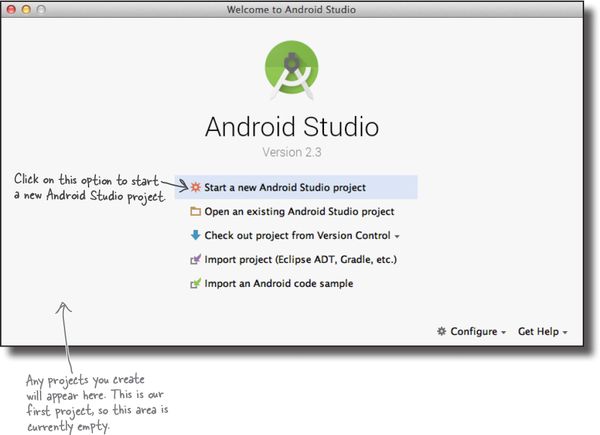 Welcome to Android Studio
Android Studio
Version 2.3
Click on this option to start
a new Android Studio project.
Start a new Android Studio project
Open an existing Android Studio project
Check out project from Version Control
Import project (Eclipse ADT, Gradle, etc.)
Import an Android code sample
Configure
Get Help
Any projects you create
will appear here. This is our
first project, so this area is
currently empty.